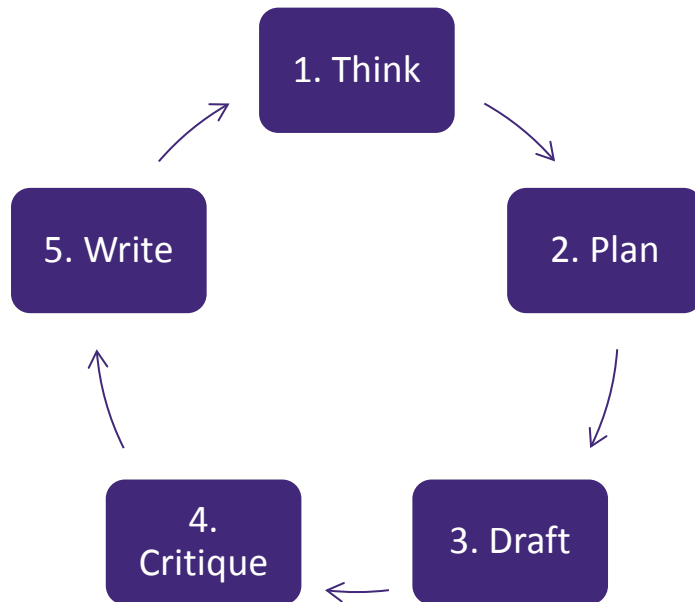 1. Think
2. Plan
3. Draft
4.
Critique
5. Write